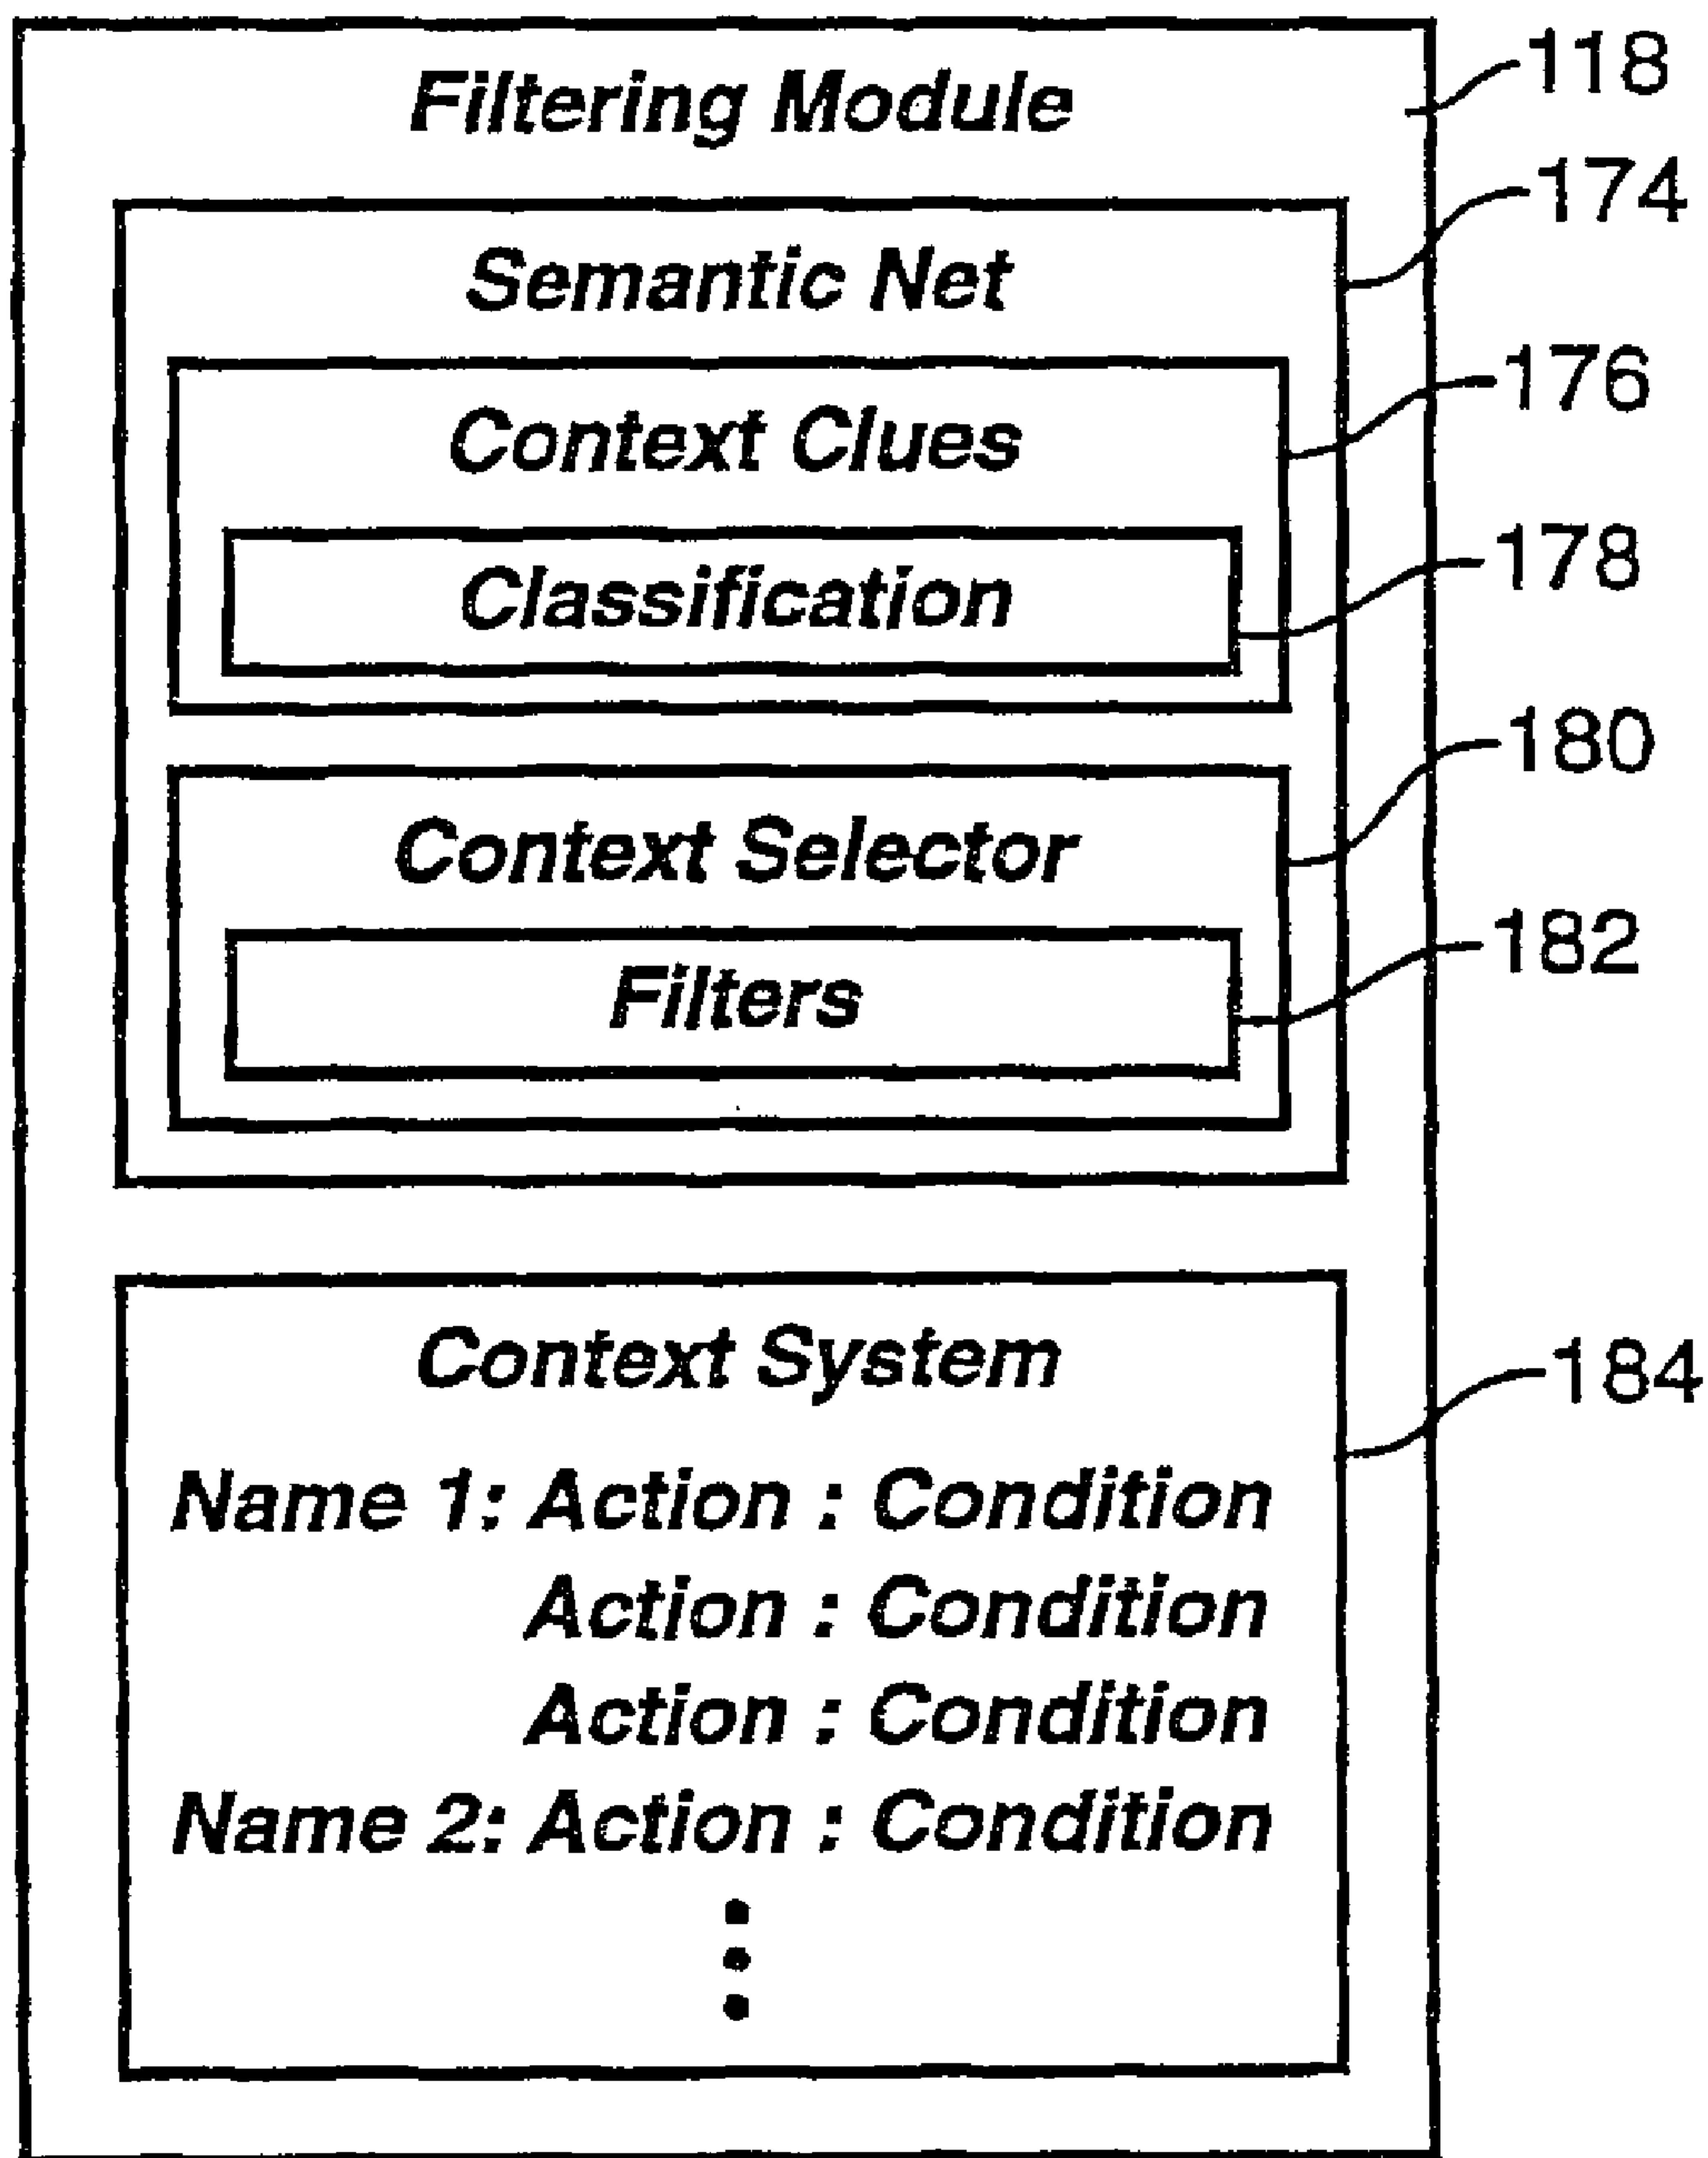 Filtering Module
118
174
Semantic Net
176
Context Clues
178
Classification
180
Context Selector
182
Filters
Context System
184
Name 1: Action : Condition
Action : Condition
Action : Condition
Name 2: Action : Condition